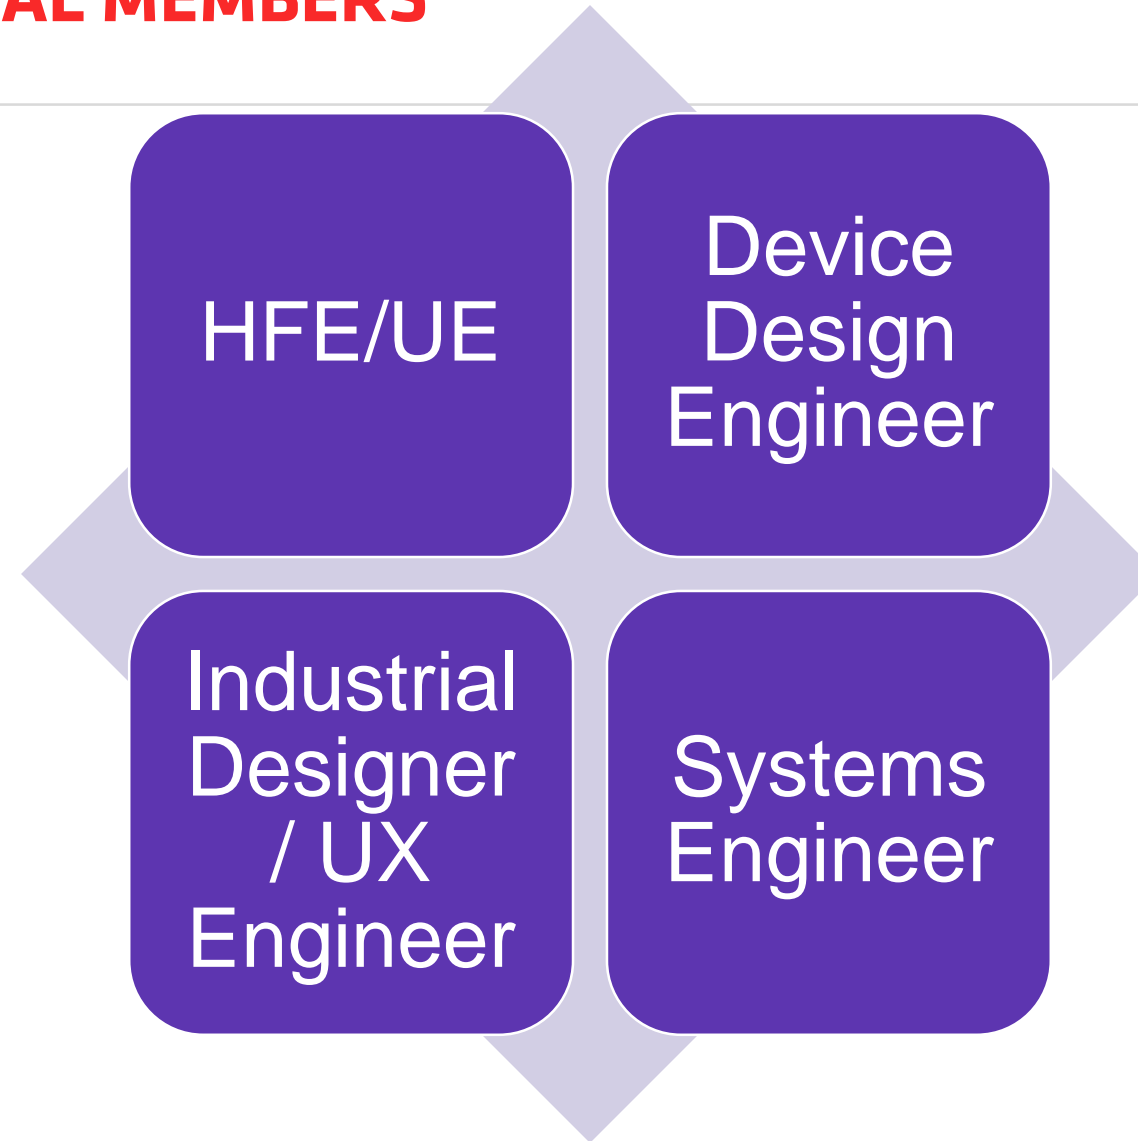 AL MEMBERS
HFE/UE
Device
Design
Engineer
Industrial
Designer
/ UX
Engineer
Systems
Engineer